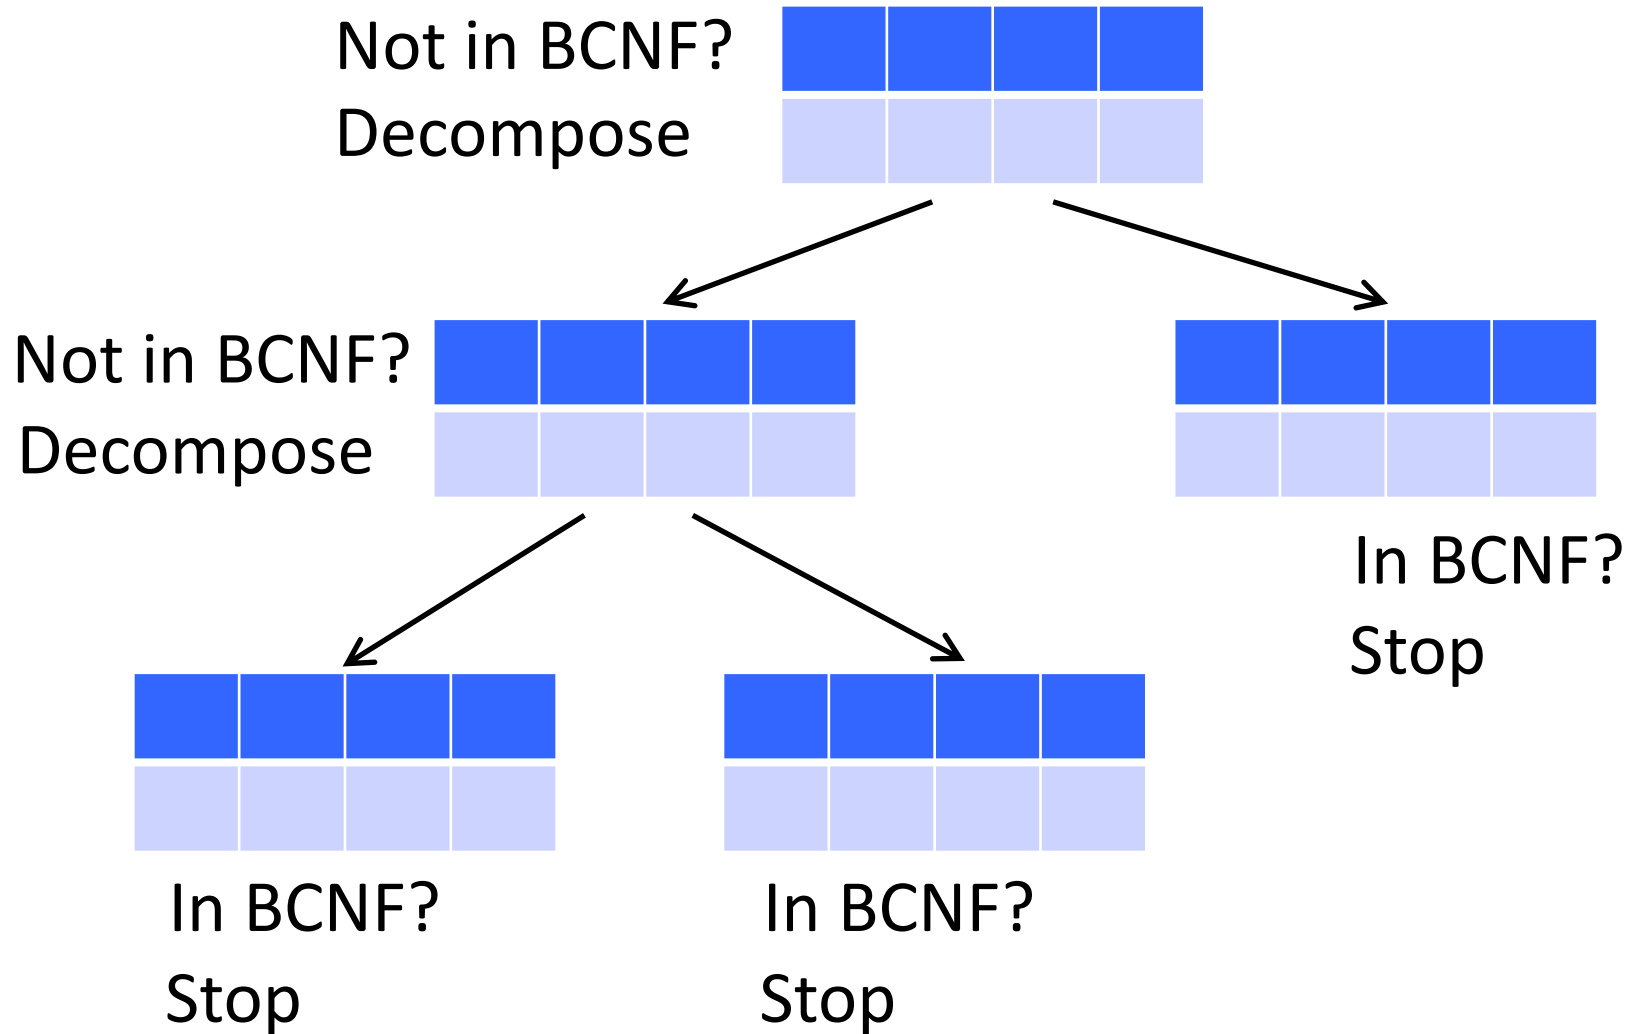 Not in BCNF?
Decompose
Not in BCNF?
Decompose
In BCNF?
Stop
In BCNF?
Stop
In BCNF?
Stop